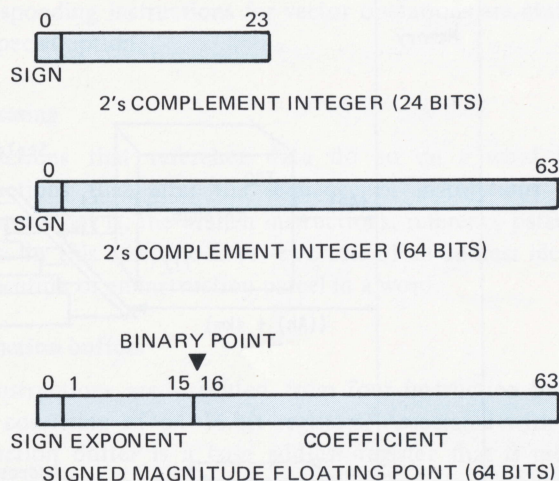 0 23
SIGN
2's COMPLEMENT INTEGER (24 BITS)
0 63
SIGN
2's COMPLEMENT INTEGER (64 BITS)
BINARY POINT
0 1 15 16 63
SIGN EXPONENT COEFFICIENT
SIGNED MAGNITUDE FLOATING POINT (64 BITS)